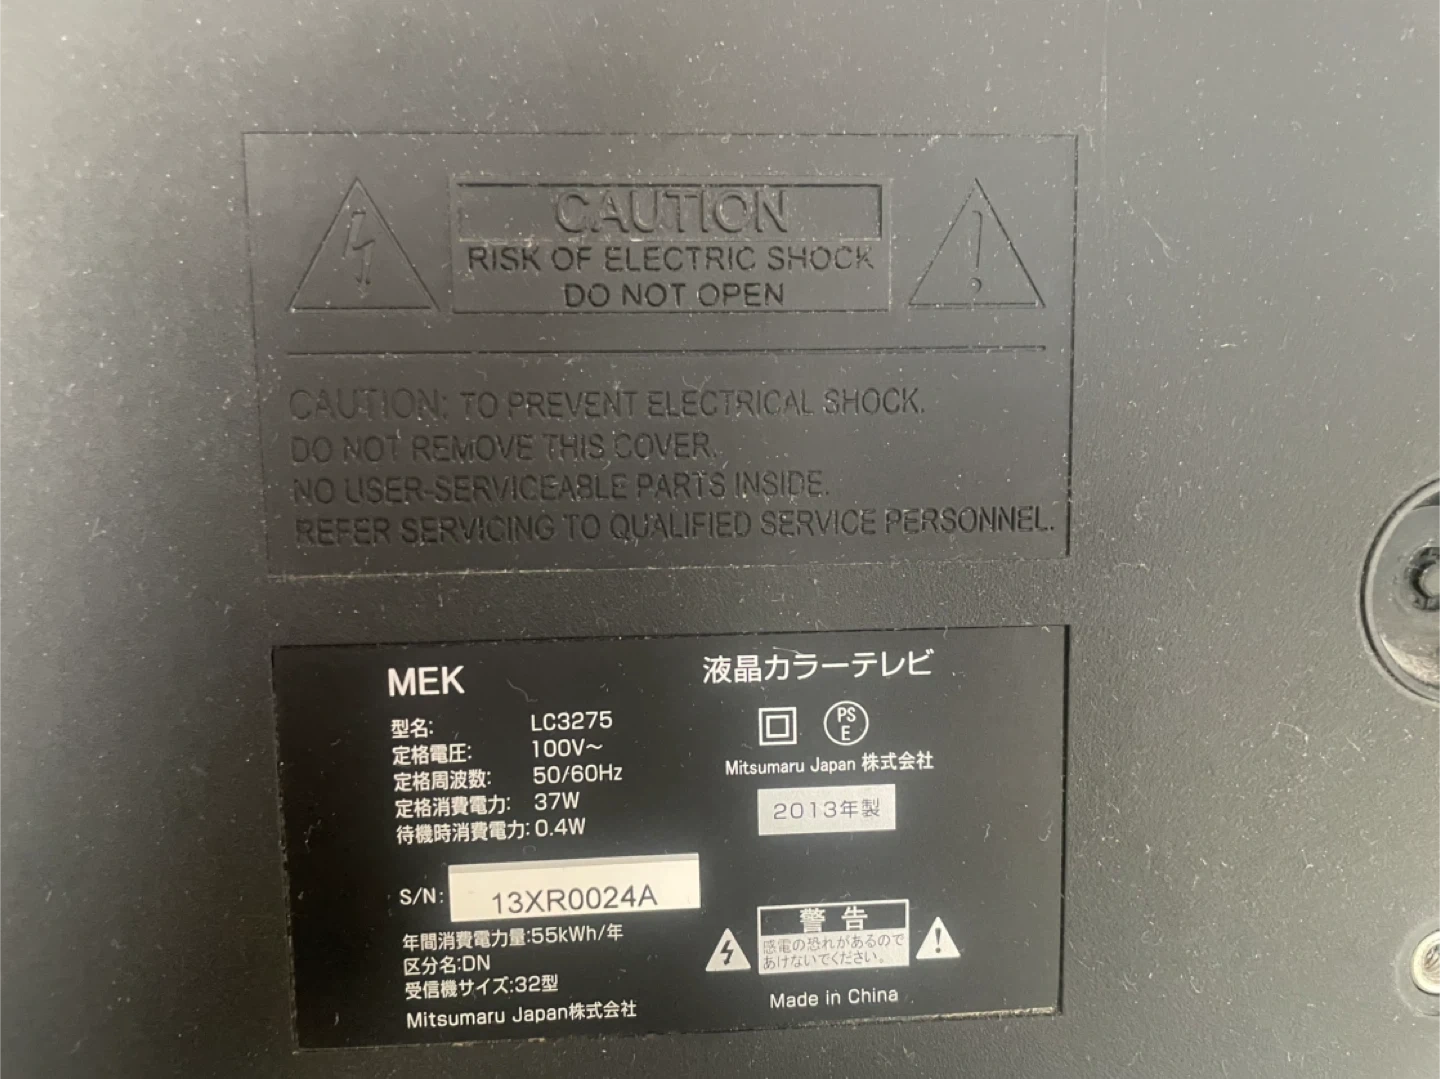 CAUTION
RISK OF ELECTRIC SHOCK
DO NOT OPEN
CAUTION: TO PREVENT ELECTRICAL SHOCK.
DO NOT REMOVE THIS COVER.
NO USER-SERVICEABLE PARTS INSIDE.
REFER SERVICING TO QUALIFIED SERVICE PERSONNEL.
MEK
型名: LC3275
定格電圧: 100V~
定格周波数: 50/60Hz
定格消費電力: 37W
待機時消費電力: 0.4W
S/N: 13XR0024A
年間消費電力量:55kWh/年
区分名:DN
受信機サイズ:32型
Mitsumaru Japan株式会社
液晶カラーテレビ
PS
E
Mitsumaru Japan 株式会社
2013年製
警告
感電の恐れがあるので
あけないでください。
Made in China